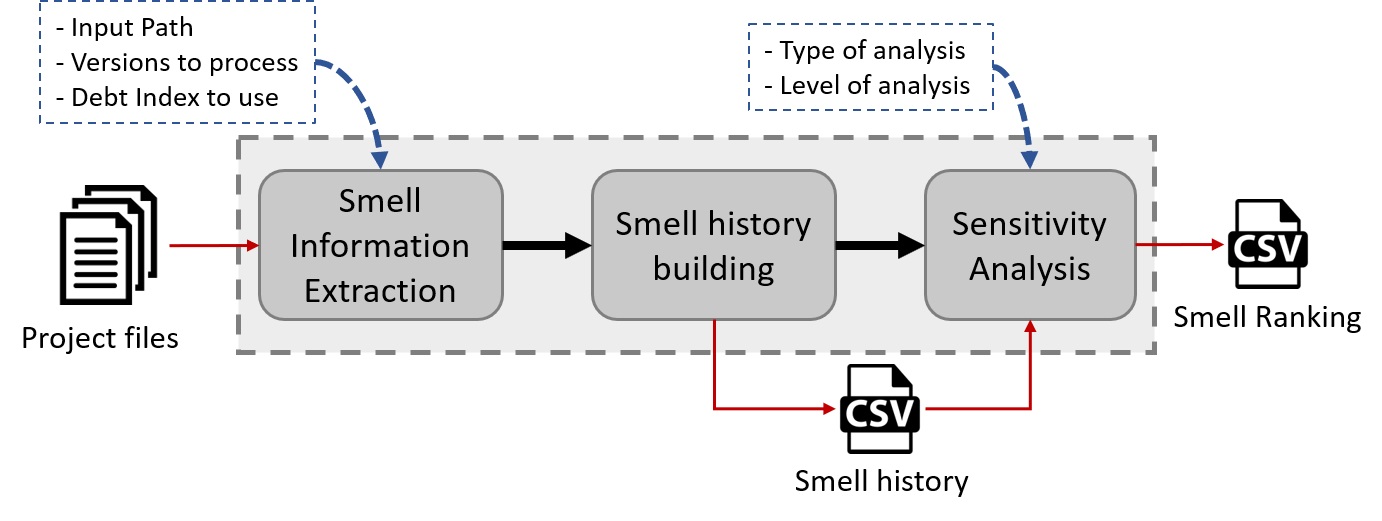 - Input Path
- Versions to process
- Debt Index to use
- Type of analysis
- Level of analysis
Project files
Smell
Information
Extraction
Smell history
building
Sensitivity
Analysis
CSV
Smell Ranking
CSV
Smell history